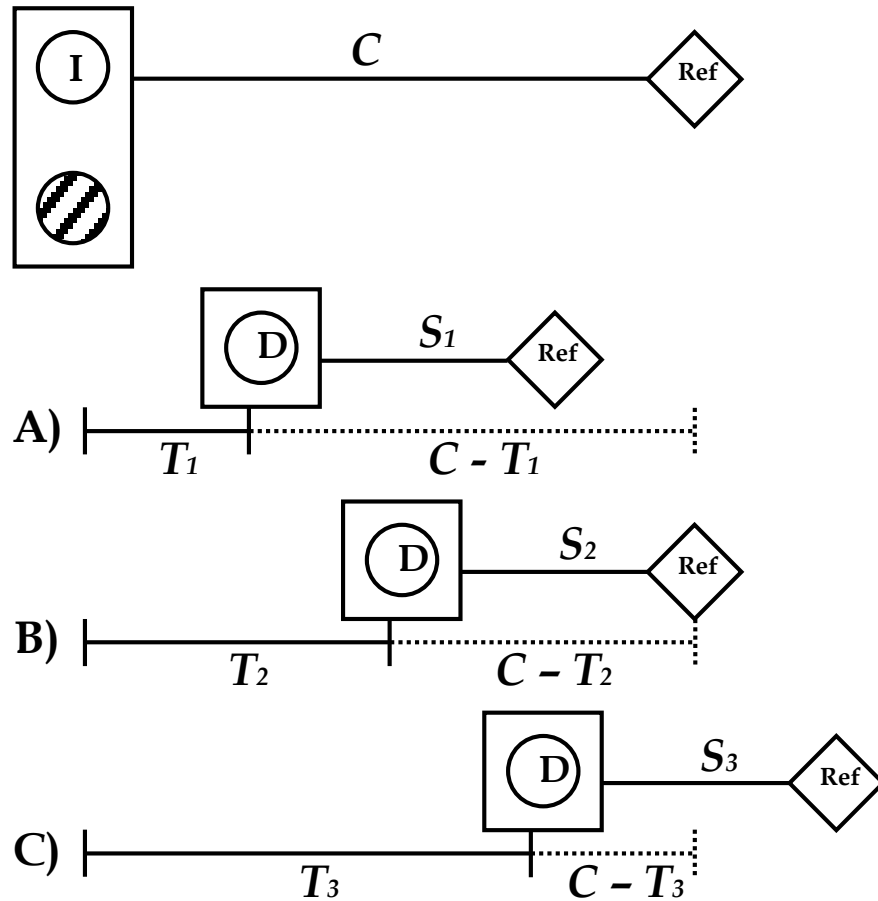 I
C
Ref
D
S1
Ref
A)
T1
C - T1
D
S2
Ref
B)
T2
C – T2
D
S3
Ref
C)
T3
C – T3